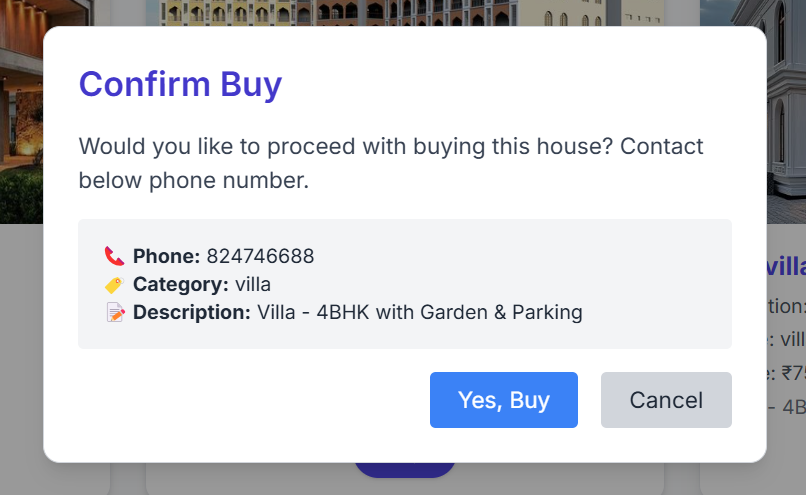 Confirm Buy
Would you like to proceed with buying this house? Contact
below phone number.
📞 Phone: 824746688
🏷️ Category: villa
📝 Description: Villa - 4BHK with Garden & Parking
Yes, Buy
Cancel
villa
tion:
: vill
: ₹75
- 4B